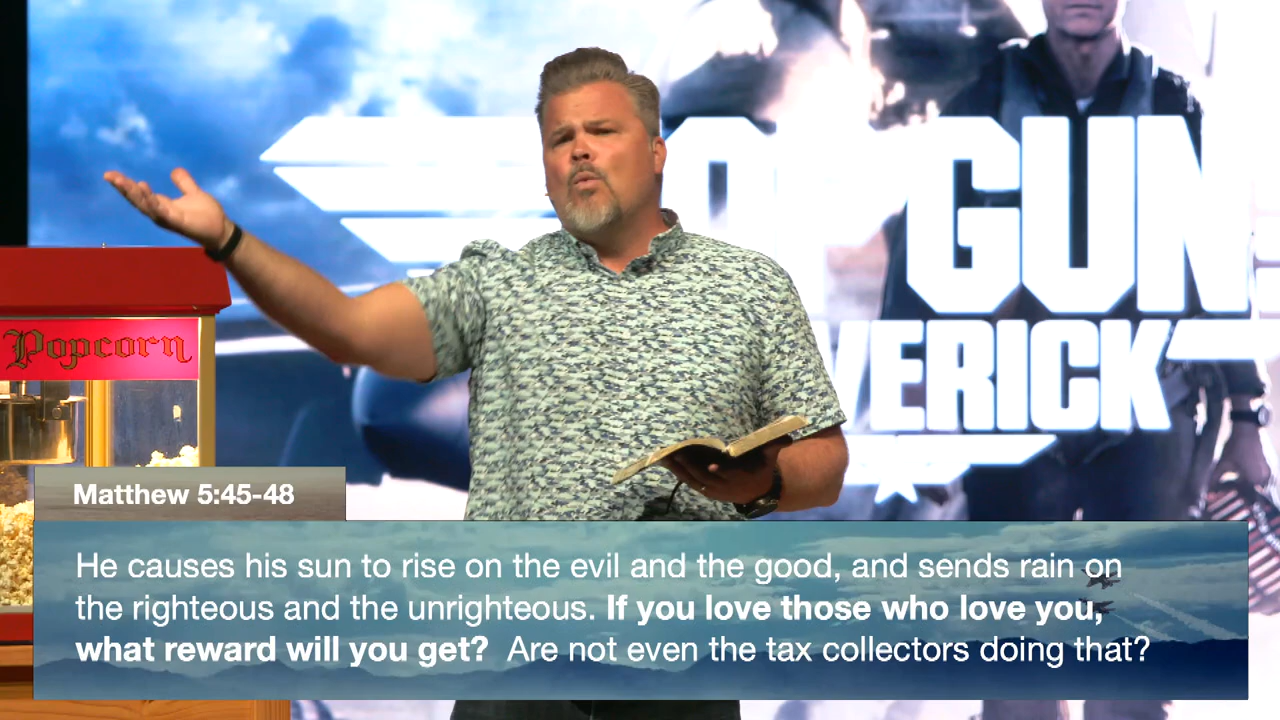 OPGUN
VERICK
Popcorn
Matthew 5:45-48
He causes his sun to rise on the evil and the good, and sends rain on
the righteous and the unrighteous. If you love those who love you,
what reward will you get? Are not even the tax collectors doing that?